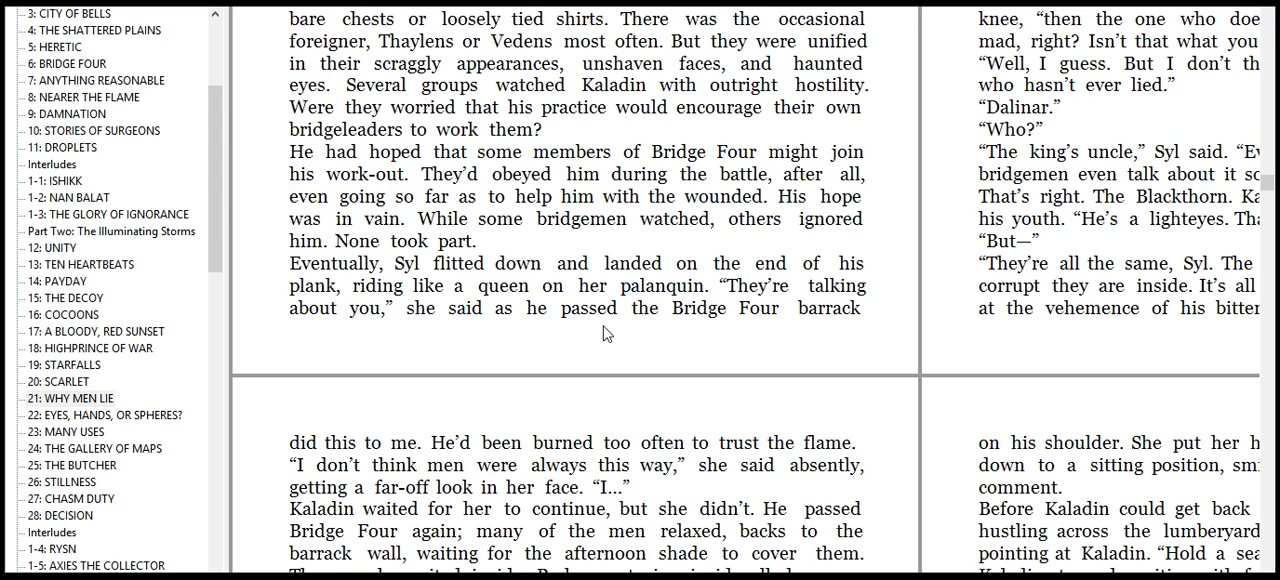 3: CITY OF BELLS
4: THE SHATTERED PLAINS
5: HERETIC
6: BRIDGE FOUR
7: ANYTHING REASONABLE
8: NEARER THE FLAME
9: DAMNATION
10: STORIES OF SURGEONS
11: DROPLETS
Interludes
1-1: ISHIKK
1-2: NAN BALAT
1-3: THE GLORY OF IGNORANCE
Part Two: The Illuminating Storms
12: UNITY
13: TEN HEARTBEATS
14: PAYDAY
15: THE DECOY
16: COCOONS
17: A BLOODY, RED SUNSET
18: HIGHPRINCE OF WAR
19: STARFALLS
20: SCARLET
21: WHY MEN LIE
22: EYES, HANDS, OR SPHERES?
23: MANY USES
24: THE GALLERY OF MAPS
25: THE BUTCHER
26: STILLNESS
27: CHASM DUTY
28: DECISION
Interludes
1-4: RYSN
1-5: AXIES THE COLLECTOR
bare chests or loosely tied shirts. There was the occasional
foreigner, Thaylens or Vedens most often. But they were unified
in their scraggly appearances, unshaven faces, and haunted
eyes. Several groups watched Kaladin with outright hostility.
Were they worried that his practice would encourage their own
bridgeleaders to work them?
He had hoped that some members of Bridge Four might join
his work-out. They’d obeyed him during the battle, after all,
even going so far as to help him with the wounded. His hope
was in vain. While some bridgemen watched, others ignored
him. None took part.
Eventually, Syl flitted down and landed on the end of his
plank, riding like a queen on her palanquin. “They’re talking
about you,” she said as he passed the Bridge Four barrack
knee, “then the one who doe
mad, right? Isn’t that what you
“Well, I guess. But I don’t th
who hasn’t ever lied.”
“Dalinar.”
“Who?”
“The king’s uncle,” Syl said. “Ev
bridgemen even talk about it so
That’s right. The Blackthorn. Ka
his youth. “He’s a lighteyes. Tha
“But—”
“They’re all the same, Syl. The
corrupt they are inside. It’s all
at the vehemence of his bitter
did this to me. He’d been burned too often to trust the flame.
“I don’t think men were always this way,” she said absently,
getting a far-off look in her face. “I...”
Kaladin waited for her to continue, but she didn’t. He passed
Bridge Four again; many of the men relaxed, backs to the
barrack wall, waiting for the afternoon shade to cover them.
on his shoulder. She put her h
down to a sitting position, smi
comment.
Before Kaladin could get back
hustling across the lumberyard
pointing at Kaladin. “Hold a sea